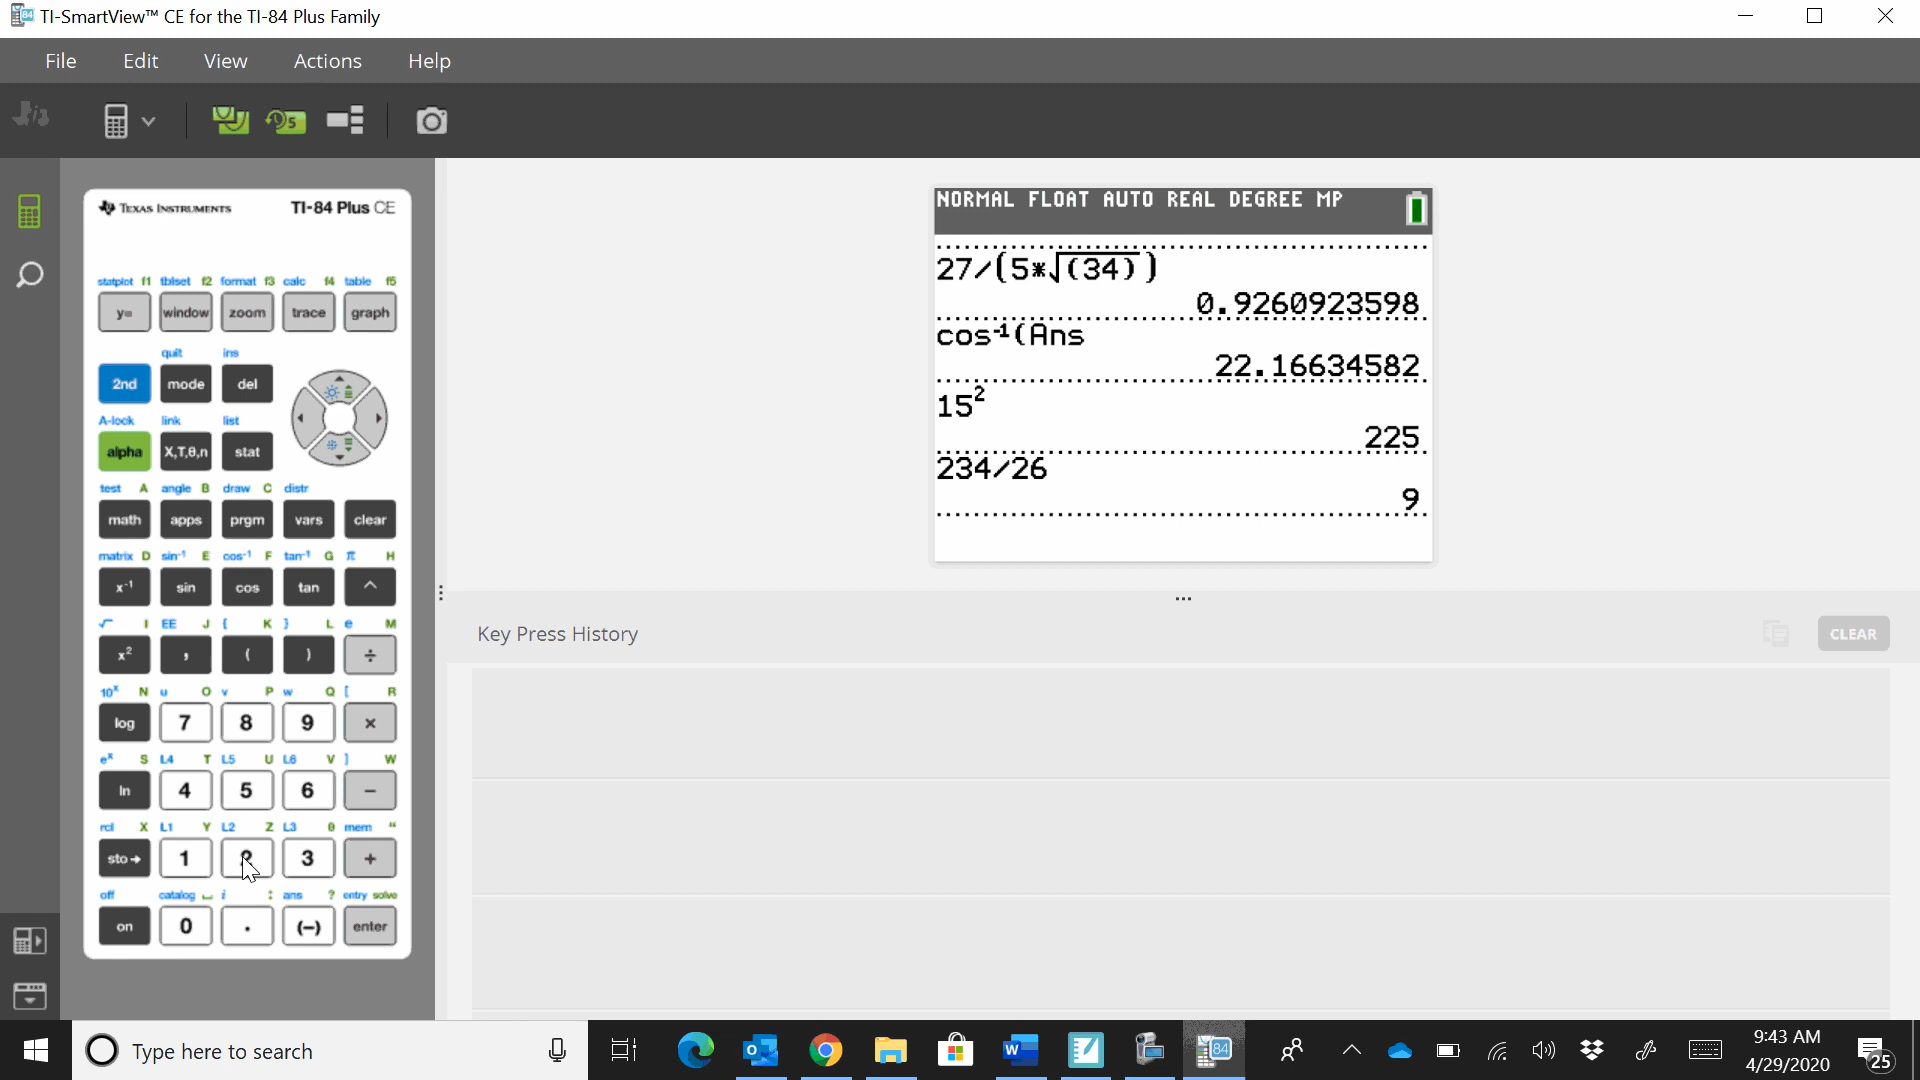 TI-SmartView™ CE for the TI-84 Plus Family
File Edit View Actions Help
TEXAS INSTRUMENTS TI-84 Plus CE
statplot f1 tblset f2 format f3 calc f4 table f5
y= window zoom trace graph
quit ins
2nd mode del
A-lock link list
alpha X,T,θ,n stat
test A angle B draw C distr
math apps prgm vars clear
matrix D sin⁻¹ E cos⁻¹ F tan⁻¹ G π H
x⁻¹ sin cos tan ^
√ I EE J { K } L e M
x² , ( ) ÷
10ˣ N u O v P w Q [ R
log 7 8 9 ×
eˣ S L4 T L5 U L6 V ] W
ln 4 5 6 −
rcl X L1 Y L2 Z L3 θ mem "
sto→ 1 2 3 +
off catalog ⎵ i : ans ? entry solve
on 0 . (−) enter
NORMAL FLOAT AUTO REAL DEGREE MP
27/(5*√(34))
0.9260923598
cos⁻¹(Ans
22.16634582
15²
225
234/26
9
Key Press History
CLEAR
Type here to search
84
9:43 AM
4/29/2020
25